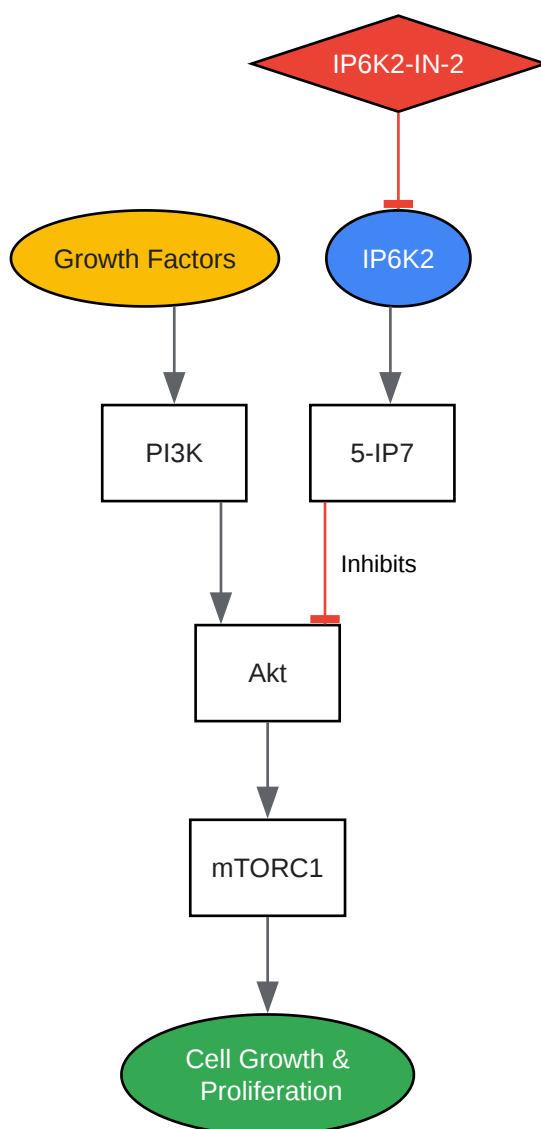 IP6K2-IN-2
Growth Factors
IP6K2
PI3K
5-IP7
Inhibits
Akt
mTORC1
Cell Growth &
Proliferation